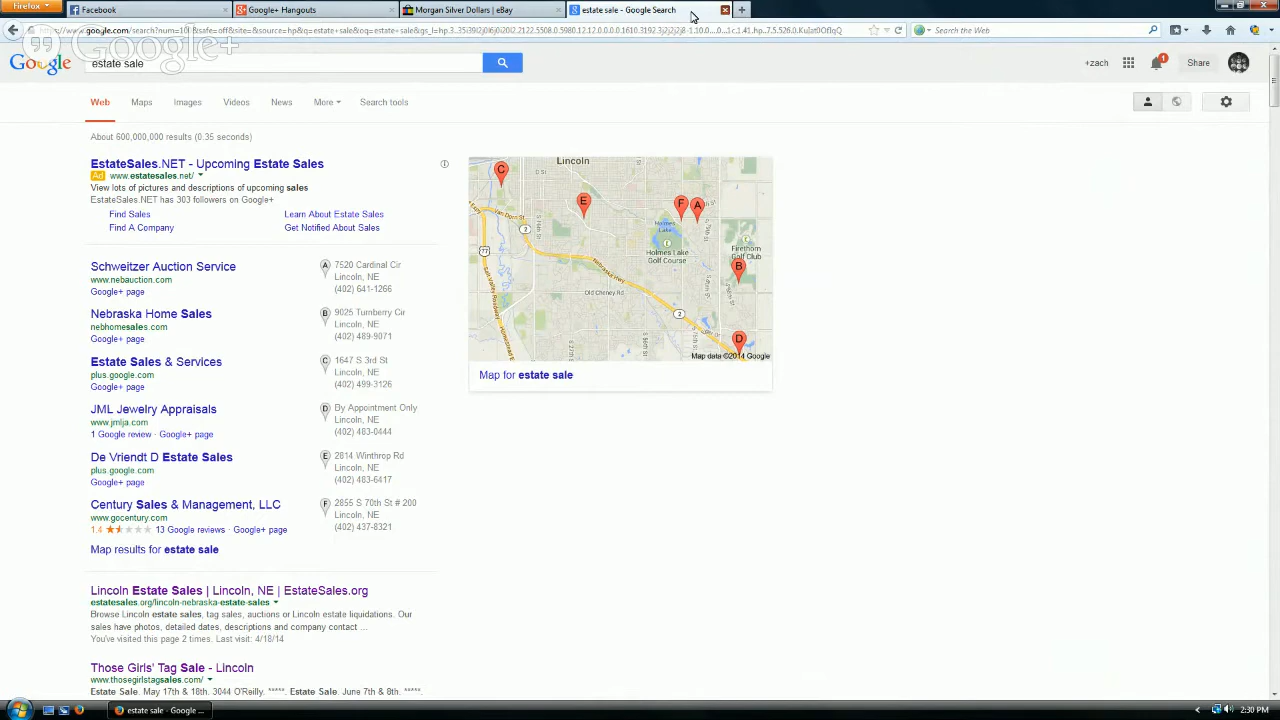 Firefox
Facebook
Google+ Hangouts
Morgan Silver Dollars | eBay
estate sale - Google Search
Search the Web
Google+
Google
estate sale
+zach
1
Share
Web
Maps
Images
Videos
News
More
Search tools
About 600,000,000 results (0.35 seconds)
EstateSales.NET - Upcoming Estate Sales
Ad www.estatesales.net/
View lots of pictures and descriptions of upcoming sales
EstateSales.NET has 303 followers on Google+
Find Sales
Learn About Estate Sales
Find A Company
Get Notified About Sales
Schweitzer Auction Service
www.nebauction.com
Google+ page
A
7520 Cardinal Cir
Lincoln, NE
(402) 641-1266
Nebraska Home Sales
nebhomesales.com
Google+ page
B
9025 Turnberry Cir
Lincoln, NE
(402) 489-9071
Estate Sales & Services
plus.google.com
Google+ page
C
1647 S 3rd St
Lincoln, NE
(402) 499-3126
JML Jewelry Appraisals
www.jmlja.com
1 Google review · Google+ page
D
By Appointment Only
Lincoln, NE
(402) 483-0444
De Vriendt D Estate Sales
plus.google.com
Google+ page
E
2814 Winthrop Rd
Lincoln, NE
(402) 483-6417
Century Sales & Management, LLC
www.gocentury.com
1.4
13 Google reviews · Google+ page
F
2855 S 70th St # 200
Lincoln, NE
(402) 437-8321
Map results for estate sale
Lincoln Estate Sales | Lincoln, NE | EstateSales.org
estatesales.org/lincoln-nebraska-estate-sales
Browse Lincoln estate sales, tag sales, auctions or Lincoln estate liquidations. Our
sales have photos, detailed dates, descriptions and company contact ...
You've visited this page 2 times. Last visit: 4/18/14
Those Girls' Tag Sale - Lincoln
www.thosegirlstagsales.com/
Estate Sale. May 17th & 18th. 3044 O'Reilly. *****. Estate Sale. June 7th & 8th. *****.
Lincoln
C
E
F
A
Van Dorn St
2
77
Holmes Lake
Holmes Lake
Golf Course
Firethorn
Golf Club
B
Nebraska Hwy
Old Cheney Rd
2
D
Map data ©2014 Google
Map for estate sale
estate sale - Google ...
2:30 PM